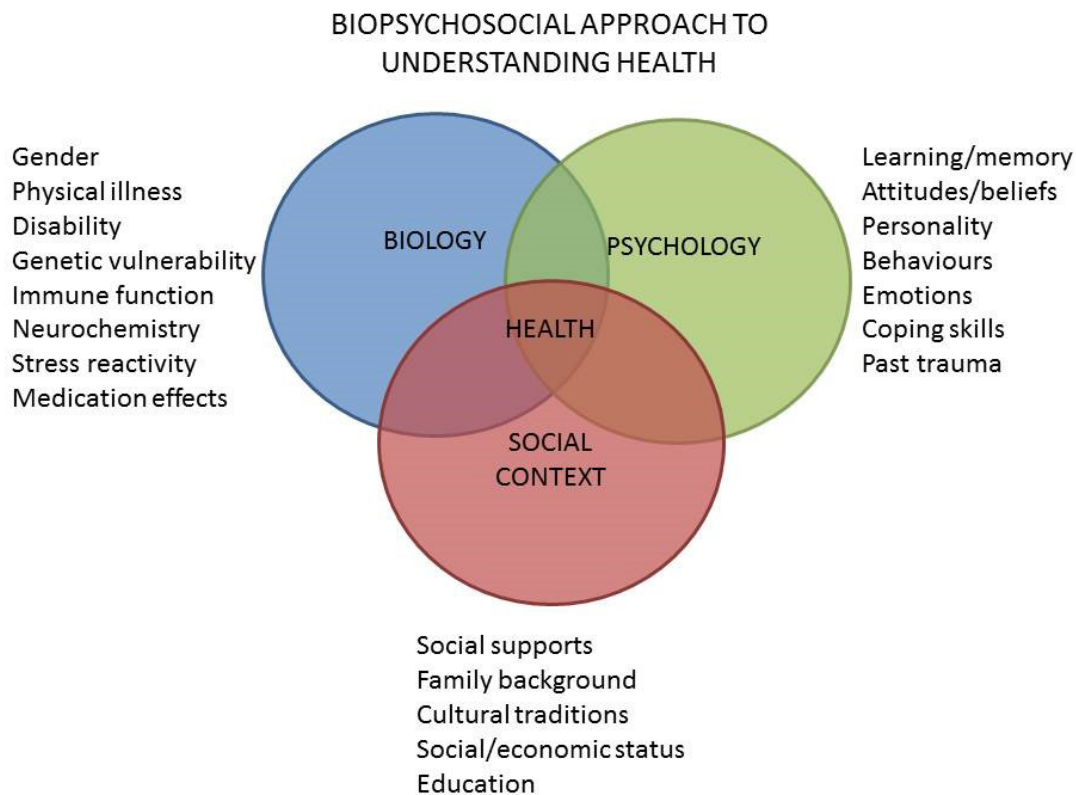 BIOPSYCHOSOCIAL APPROACH TO
UNDERSTANDING HEALTH
Gender
Physical illness
Disability
Genetic vulnerability
Immune function
Neurochemistry
Stress reactivity
Medication effects
BIOLOGY
PSYCHOLOGY
HEALTH
SOCIAL
CONTEXT
Learning/memory
Attitudes/beliefs
Personality
Behaviours
Emotions
Coping skills
Past trauma
Social supports
Family background
Cultural traditions
Social/economic status
Education